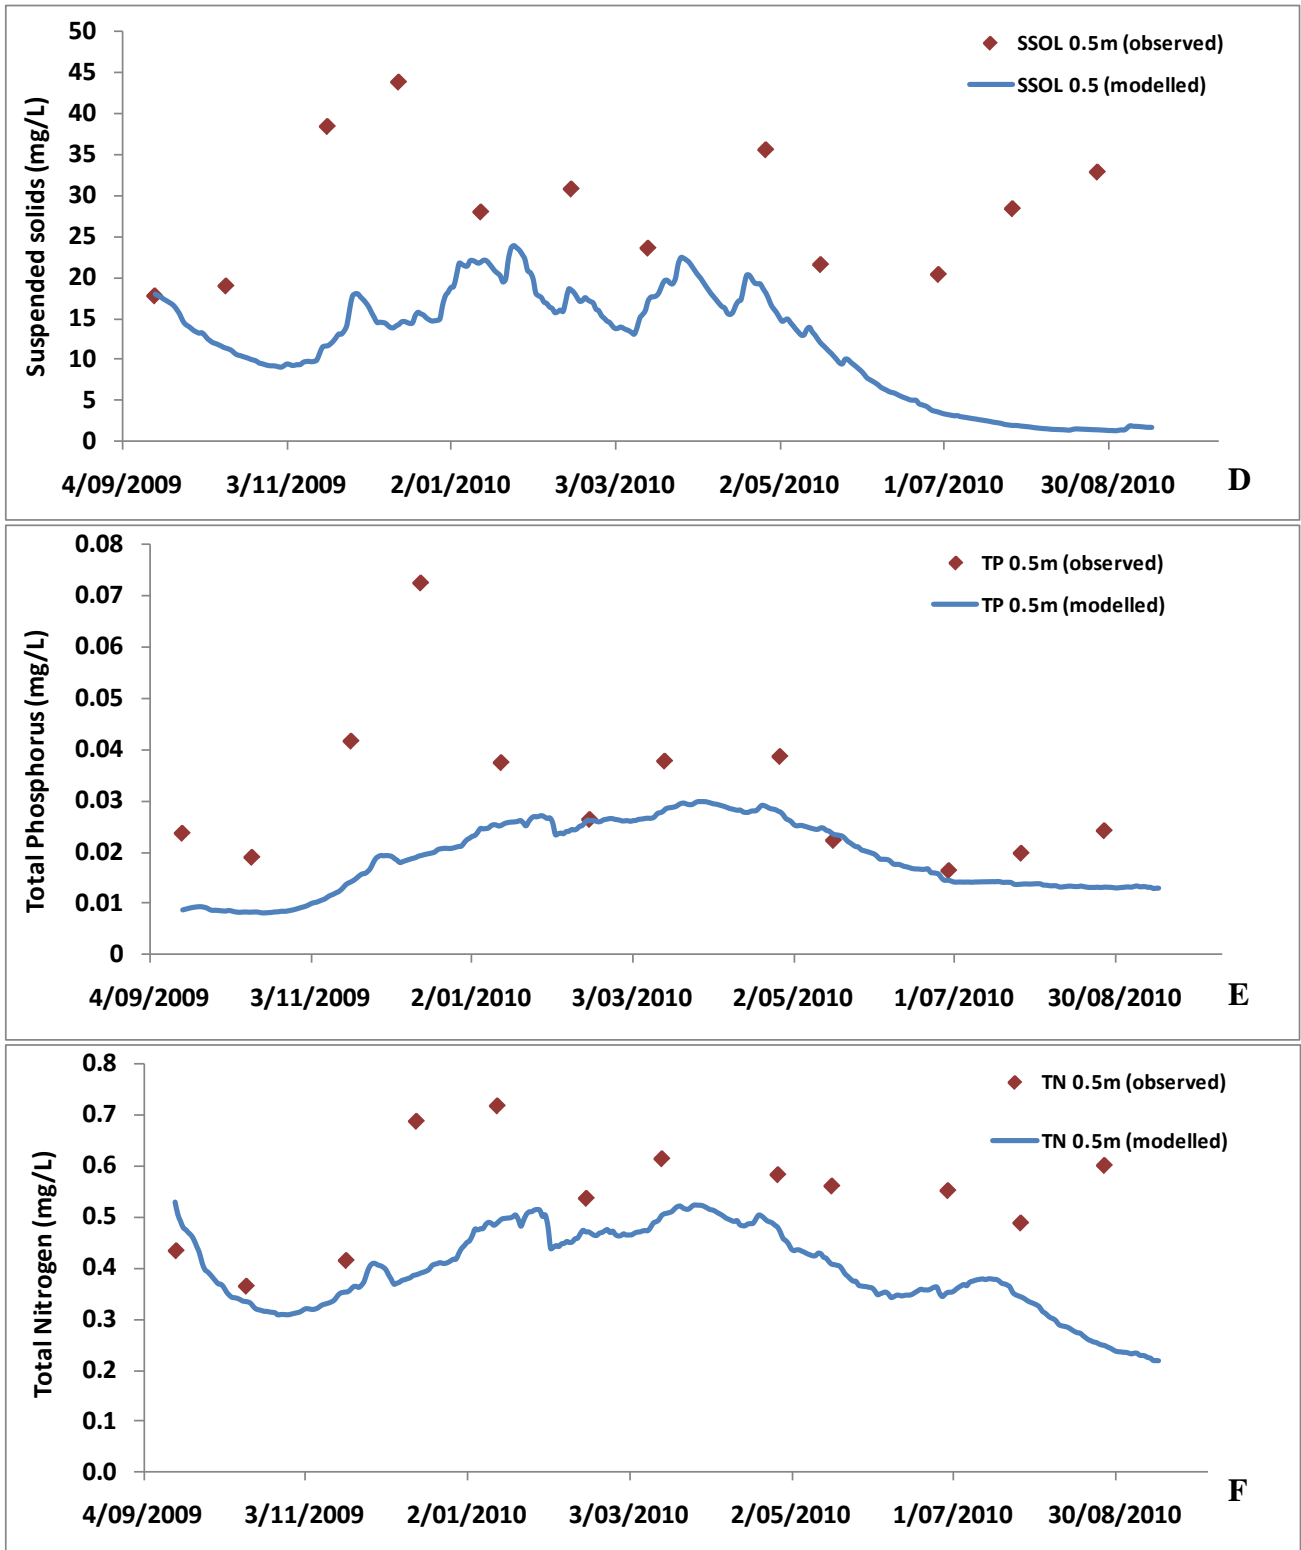 50
45
40
35
30
25
20
15
10
5
0
Suspended solids (mg/L)
SSOL 0.5m (observed)
SSOL 0.5 (modelled)
4/09/2009 3/11/2009 2/01/2010 3/03/2010 2/05/2010 1/07/2010 30/08/2010 D
0.08
0.07
0.06
0.05
0.04
0.03
0.02
0.01
0
Total Phosphorus (mg/L)
TP 0.5m (observed)
TP 0.5m (modelled)
4/09/2009 3/11/2009 2/01/2010 3/03/2010 2/05/2010 1/07/2010 30/08/2010 E
0.8
0.7
0.6
0.5
0.4
0.3
0.2
0.1
0.0
Total Nitrogen (mg/L)
TN 0.5m (observed)
TN 0.5m (modelled)
4/09/2009 3/11/2009 2/01/2010 3/03/2010 2/05/2010 1/07/2010 30/08/2010 F